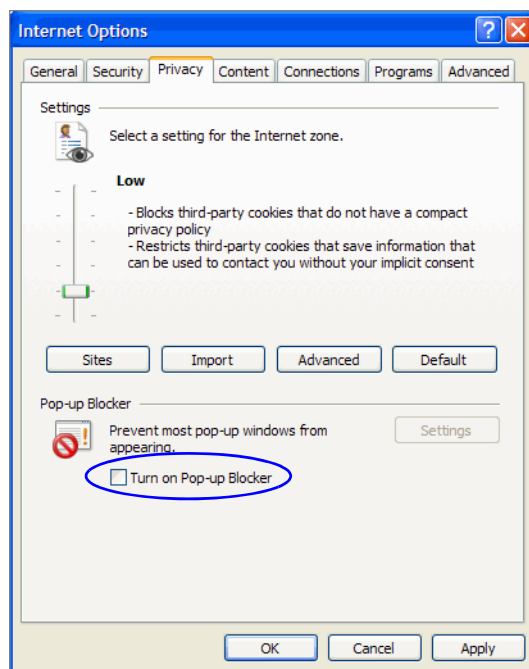 Internet Options
General Security Privacy Content Connections Programs Advanced
Settings
Select a setting for the Internet zone.
Low
- Blocks third-party cookies that do not have a compact
privacy policy
- Restricts third-party cookies that save information that
can be used to contact you without your implicit consent
Sites Import Advanced Default
Pop-up Blocker
Prevent most pop-up windows from
appearing.
Settings
Turn on Pop-up Blocker
OK Cancel Apply